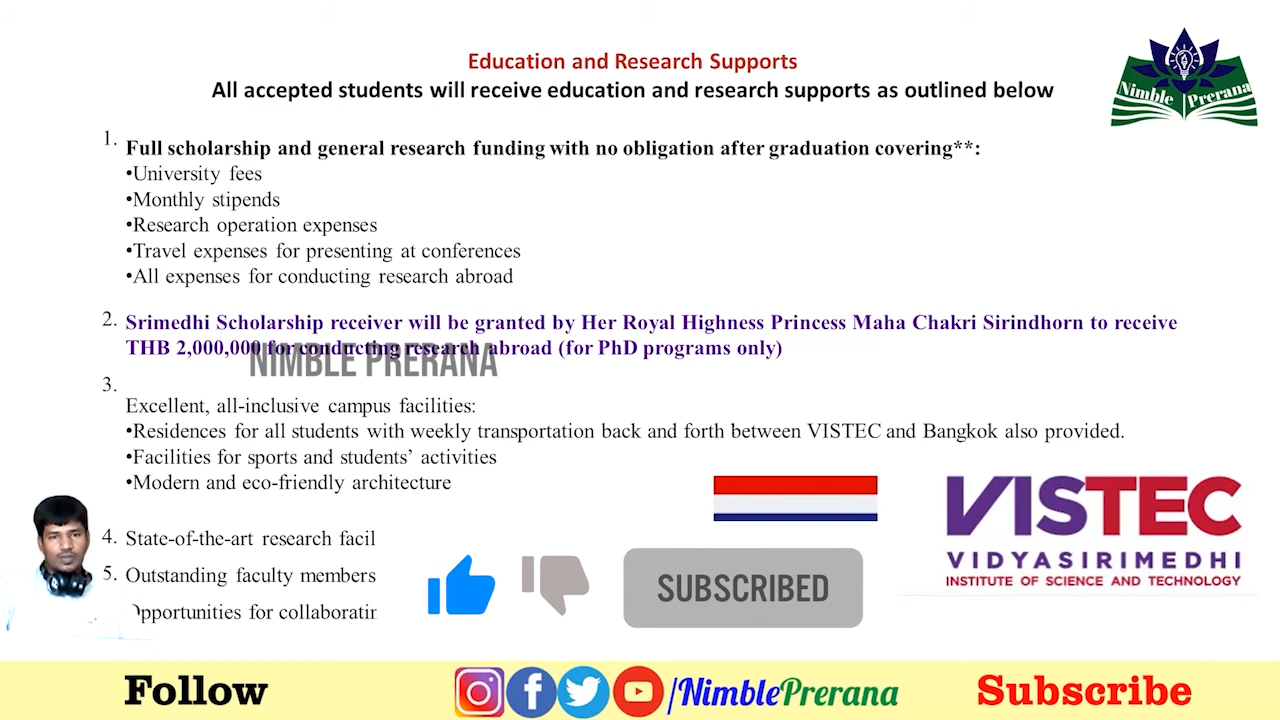 Education and Research Supports
All accepted students will receive education and research supports as outlined below
Nimble Prerana
1. Full scholarship and general research funding with no obligation after graduation covering**:
•University fees
•Monthly stipends
•Research operation expenses
•Travel expenses for presenting at conferences
•All expenses for conducting research abroad
2. Srimedhi Scholarship receiver will be granted by Her Royal Highness Princess Maha Chakri Sirindhorn to receive
THB 2,000,000 for conducting research abroad (for PhD programs only)
NIMBLE PRERANA
3.
Excellent, all-inclusive campus facilities:
•Residences for all students with weekly transportation back and forth between VISTEC and Bangkok also provided.
•Facilities for sports and students’ activities
•Modern and eco-friendly architecture
4. State-of-the-art research
5. Outstanding faculty members
Opportunities for
SUBSCRIBED
VISTEC
VIDYASIRIMEDHI
INSTITUTE OF SCIENCE AND TECHNOLOGY
Follow
/NimblePrerana
Subscribe